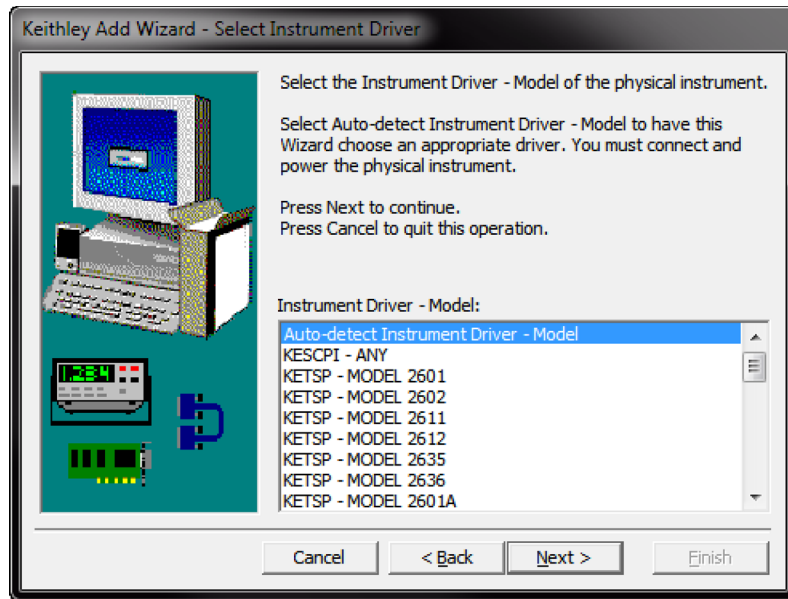 Keithley Add Wizard - Select Instrument Driver
Select the Instrument Driver - Model of the physical instrument.
Select Auto-detect Instrument Driver - Model to have this
Wizard choose an appropriate driver. You must connect and
power the physical instrument.
Press Next to continue.
Press Cancel to quit this operation.
Instrument Driver - Model:
Auto-detect Instrument Driver - Model
KESCPI - ANY
KETSP - MODEL 2601
KETSP - MODEL 2602
KETSP - MODEL 2611
KETSP - MODEL 2612
KETSP - MODEL 2635
KETSP - MODEL 2636
KETSP - MODEL 2601A
1.234
Cancel
< Back
Next >
Finish